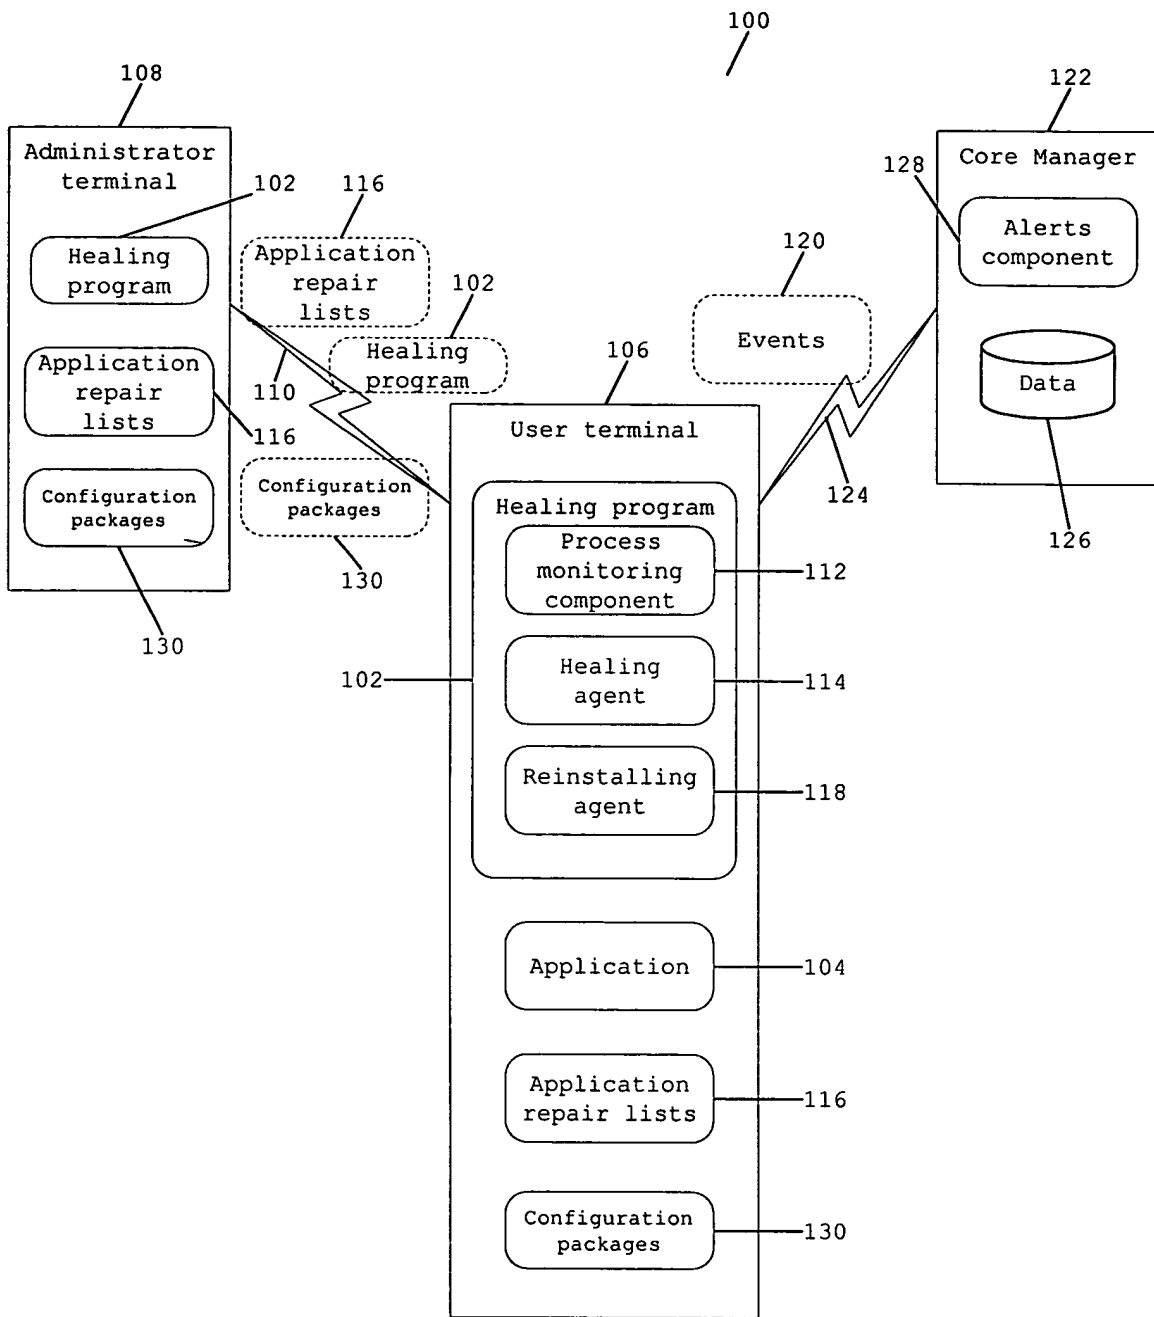 100
108
Administrator
terminal
102
Healing
program
Application
repair
lists
116
Configuration
packages
130
116
Application
repair
lists
102
Healing
program
110
Configuration
packages
130
106
User terminal
Healing program
Process
monitoring
component
112
102
Healing
agent
114
Reinstalling
agent
118
Application
104
Application
repair lists
116
Configuration
packages
130
120
Events
124
122
Core Manager
128
Alerts
component
Data
126